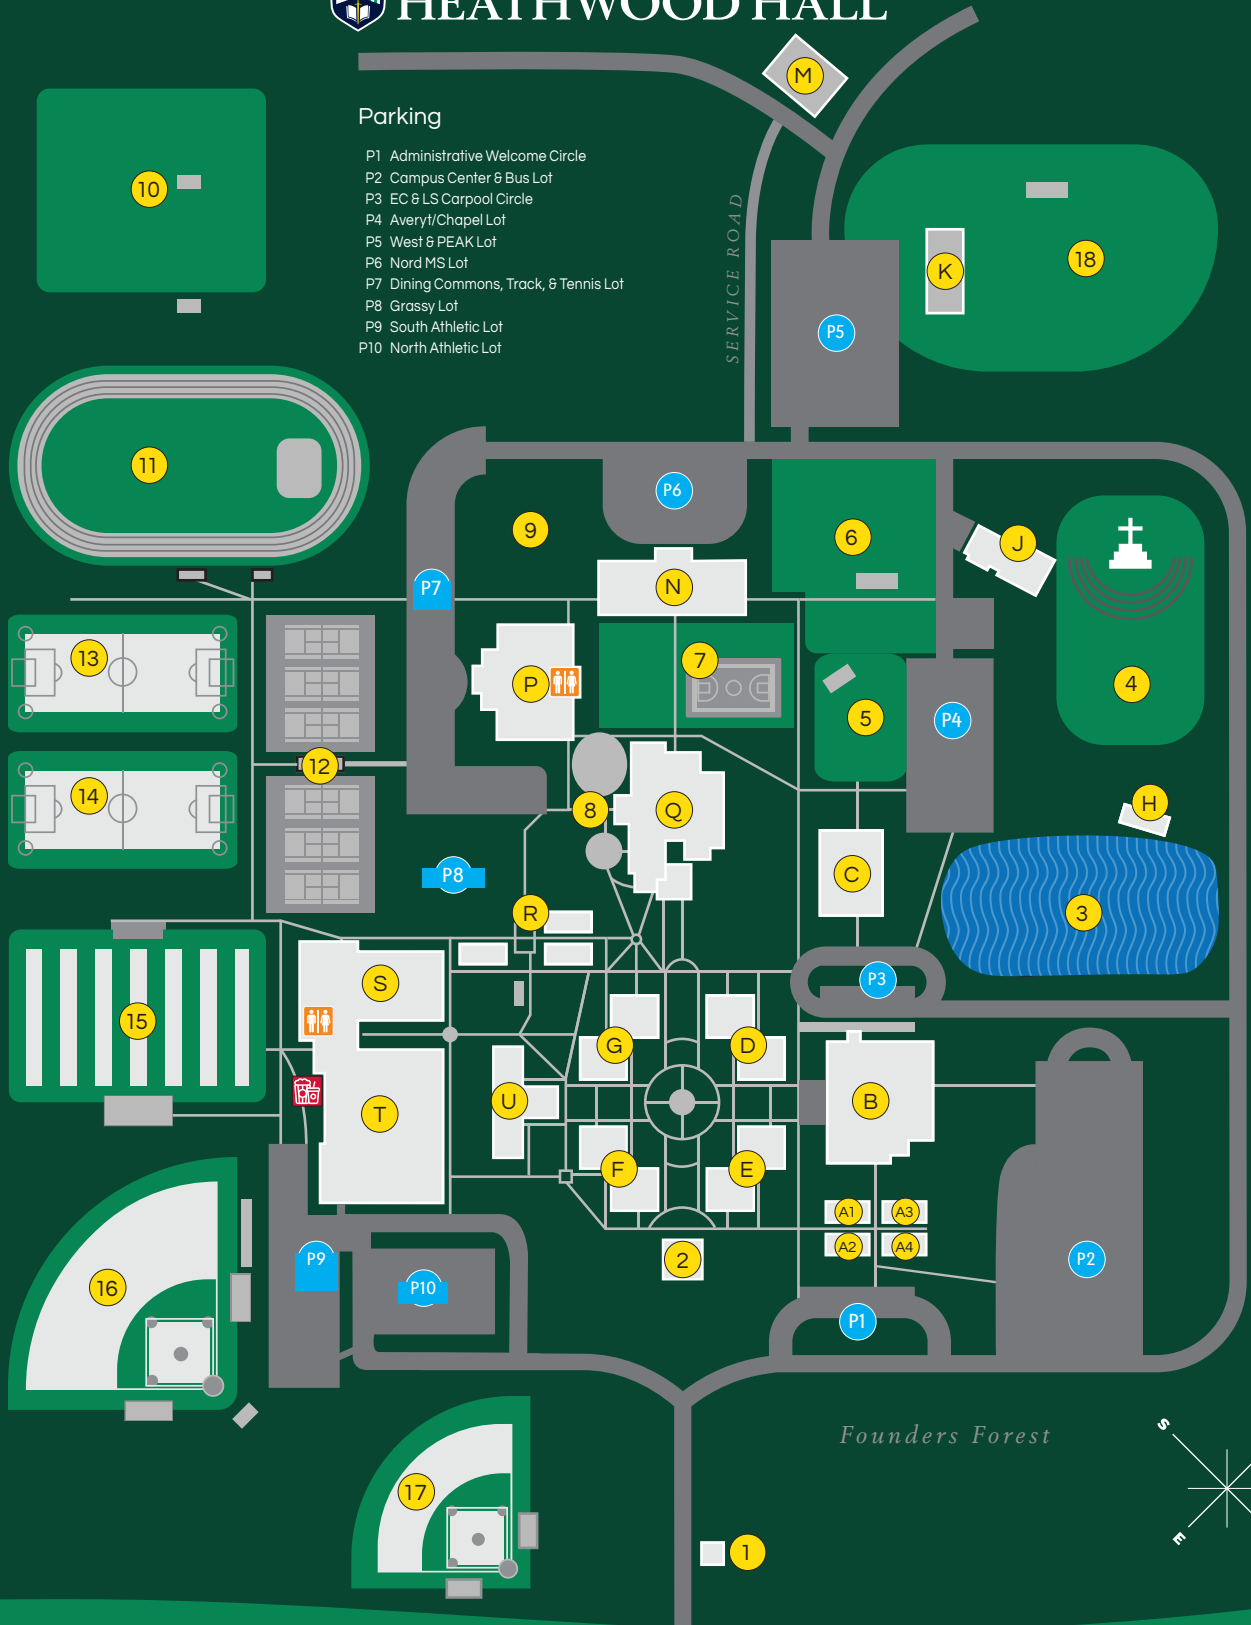 HEATHWOOD HALL
M
Parking
P1 Administrative Welcome Circle
P2 Campus Center & Bus Lot
P3 EC & LS Carpool Circle
P4 Averyt/Chapel Lot
P5 West & PEAK Lot
P6 Nord MS Lot
P7 Dining Commons, Track, & Tennis Lot
P8 Grassy Lot
P9 South Athletic Lot
P10 North Athletic Lot
10
SERVICE ROAD
18
K
P5
11
P6
9
6
J
N
P7
13
7
P
4
5
P4
12
14
8
Q
H
C
P8
R
3
S
P3
15
G
D
U
B
T
F
E
A1
A3
A2
A4
2
P9
P2
16
P10
P1
Founders Forest
S
17
E
1